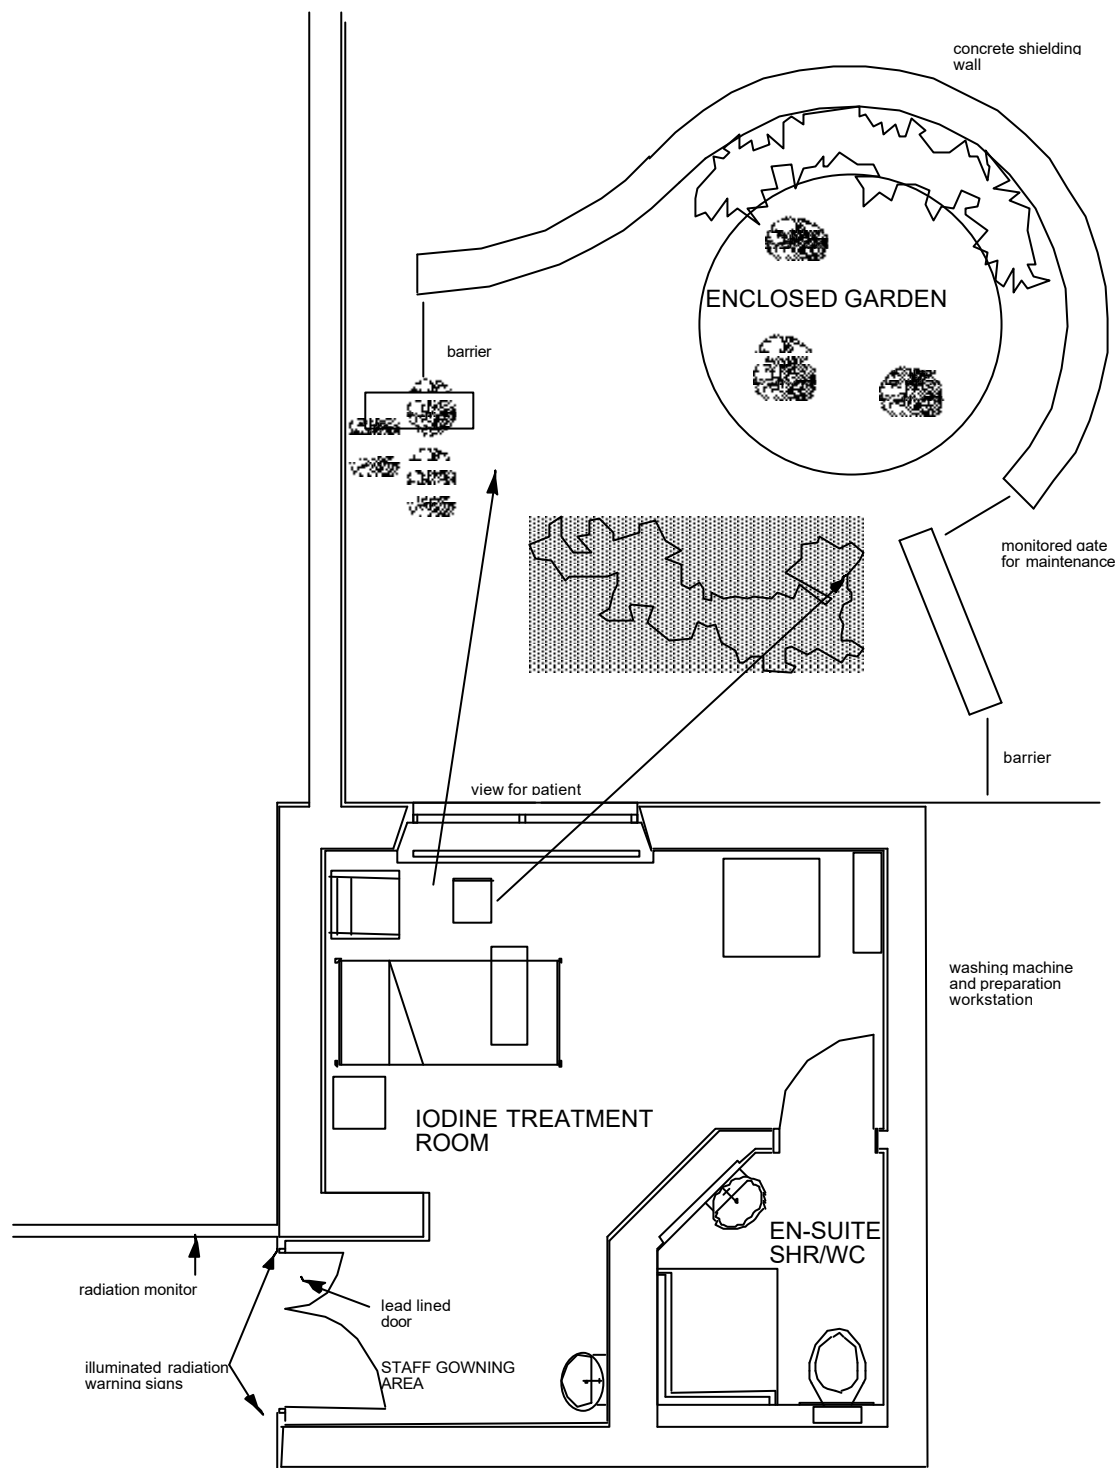 concrete shielding
wall
ENCLOSED GARDEN
barrier
monitored gate
for maintenance
barrier
view for patient
washing machine
and preparation
workstation
IODINE TREATMENT
ROOM
EN-SUITE
SHR/WC
radiation monitor
lead lined
door
illuminated radiation
warning signs
STAFF GOWNING
AREA